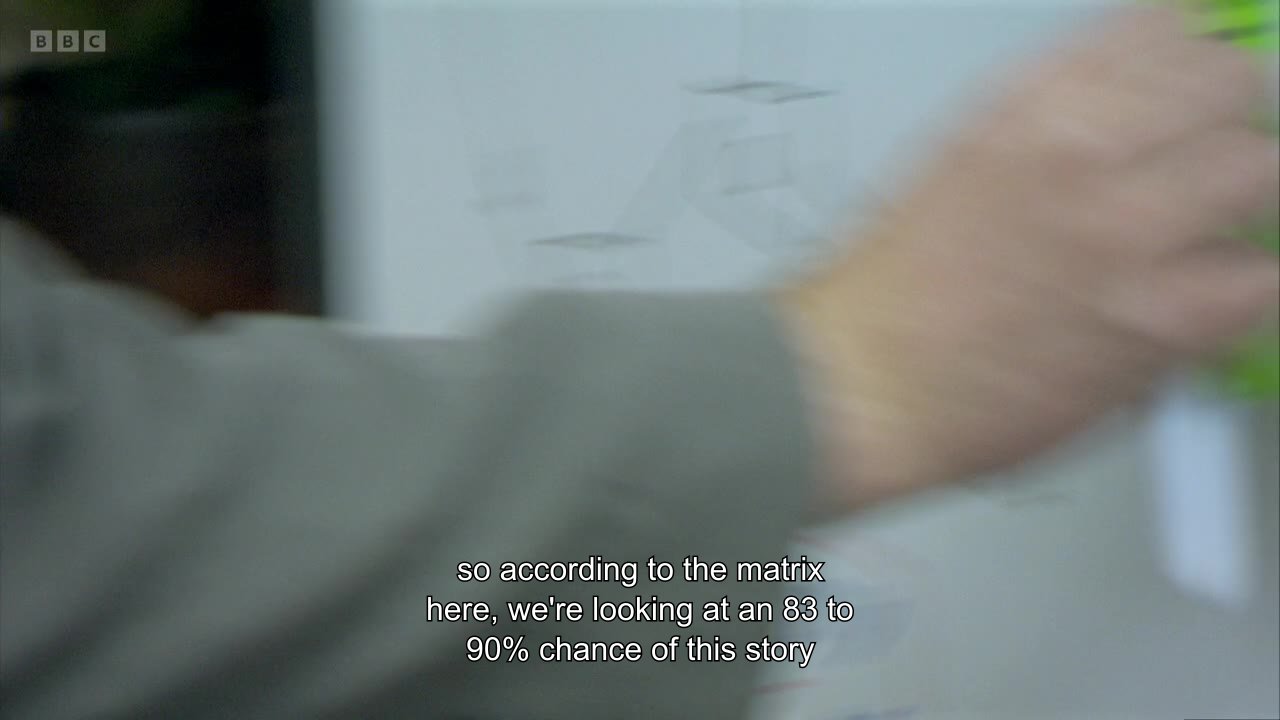 BBC
so according to the matrix
here, we're looking at an 83 to
90% chance of this story